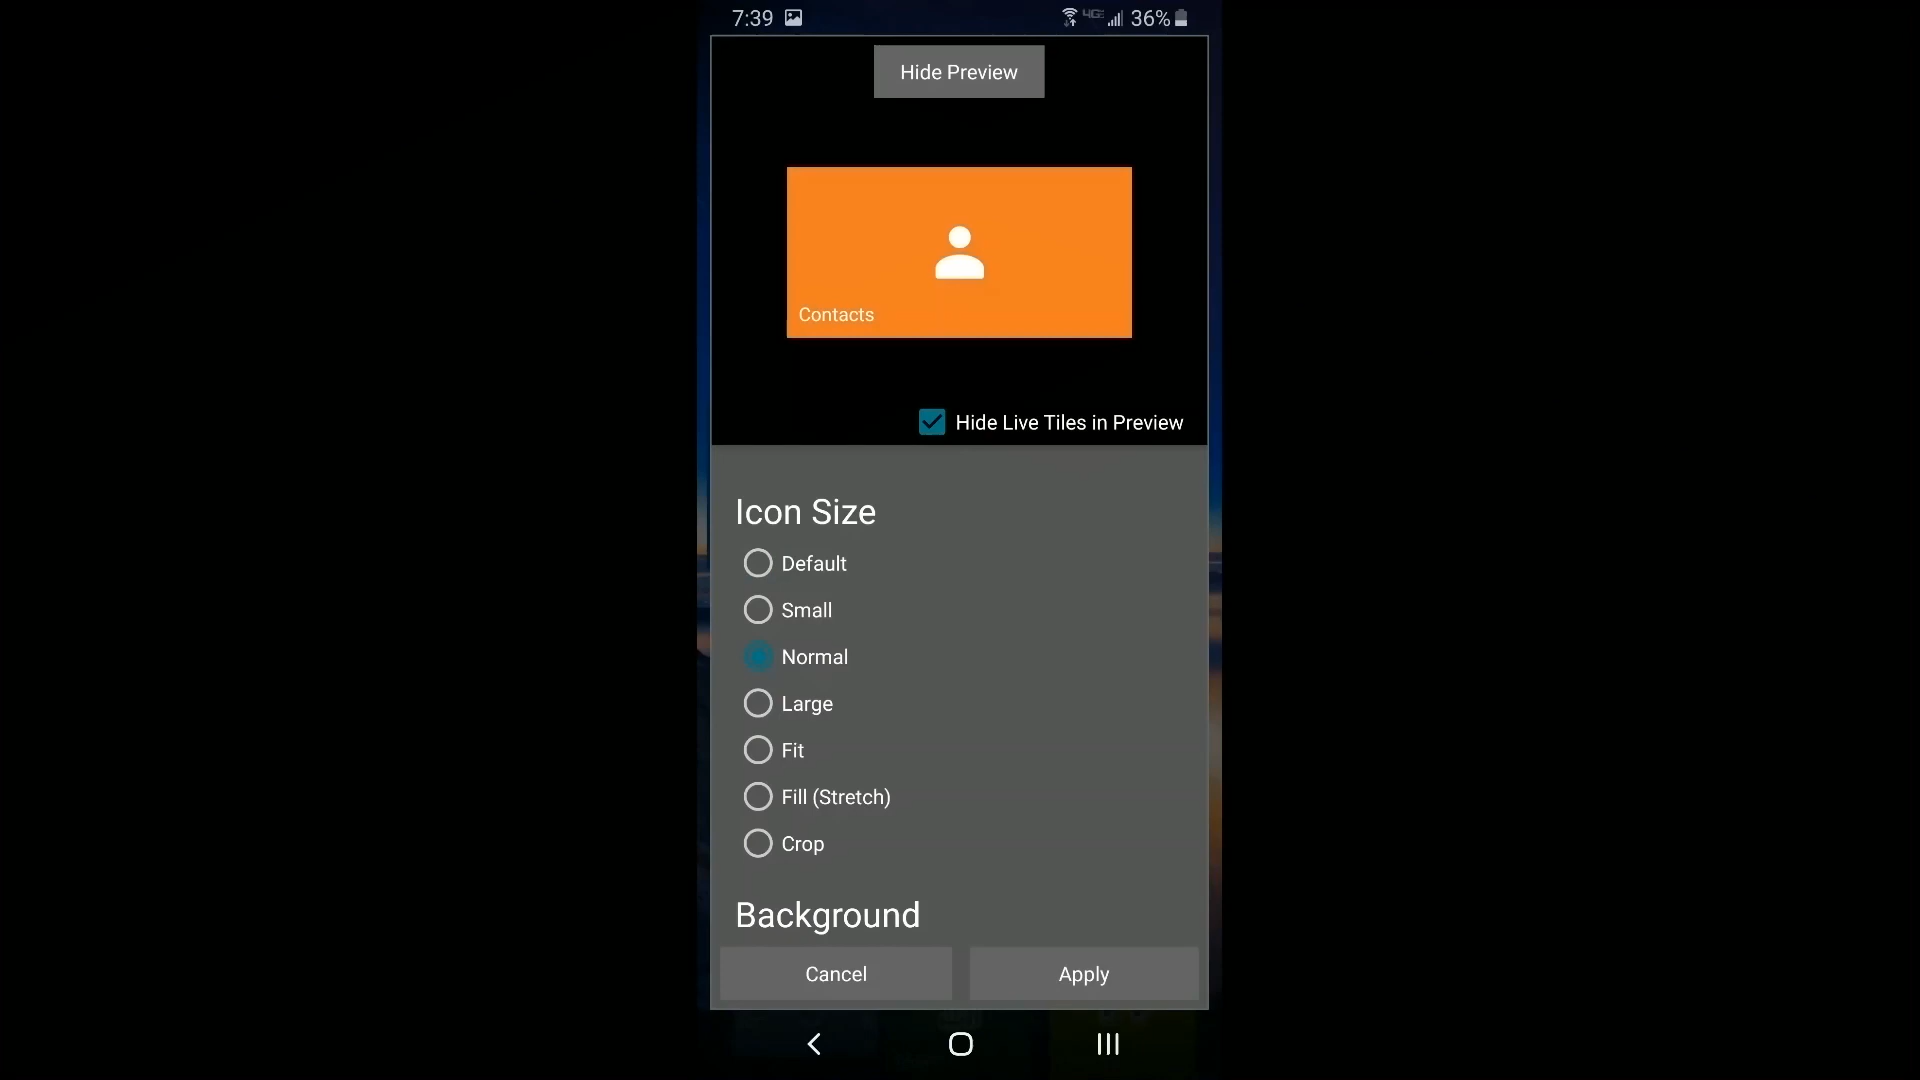 7:39 4GE 36%
Hide Preview
Contacts
Hide Live Tiles in Preview
Icon Size
Default
Small
Normal
Large
Fit
Fill (Stretch)
Crop
Background
Cancel Apply